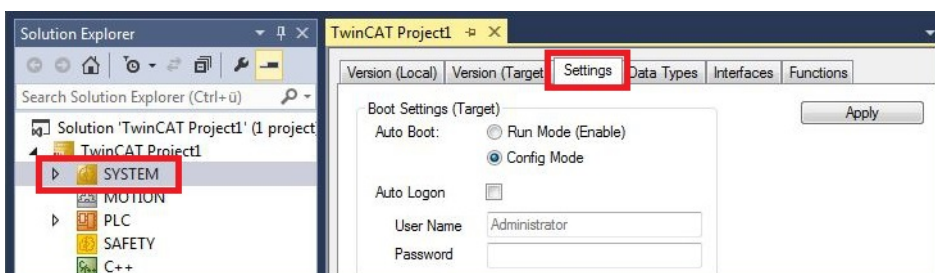 Solution Explorer
Search Solution Explorer (Ctrl+ü)
Solution 'TwinCAT Project1' (1 project
TwinCAT Project1
SYSTEM
MOTION
PLC
SAFETY
C++
TwinCAT Project1
Version (Local) Version (Target Settings Data Types Interfaces Functions
Boot Settings (Target)
Apply
Auto Boot: Run Mode (Enable)
Config Mode
Auto Logon
User Name Administrator
Password